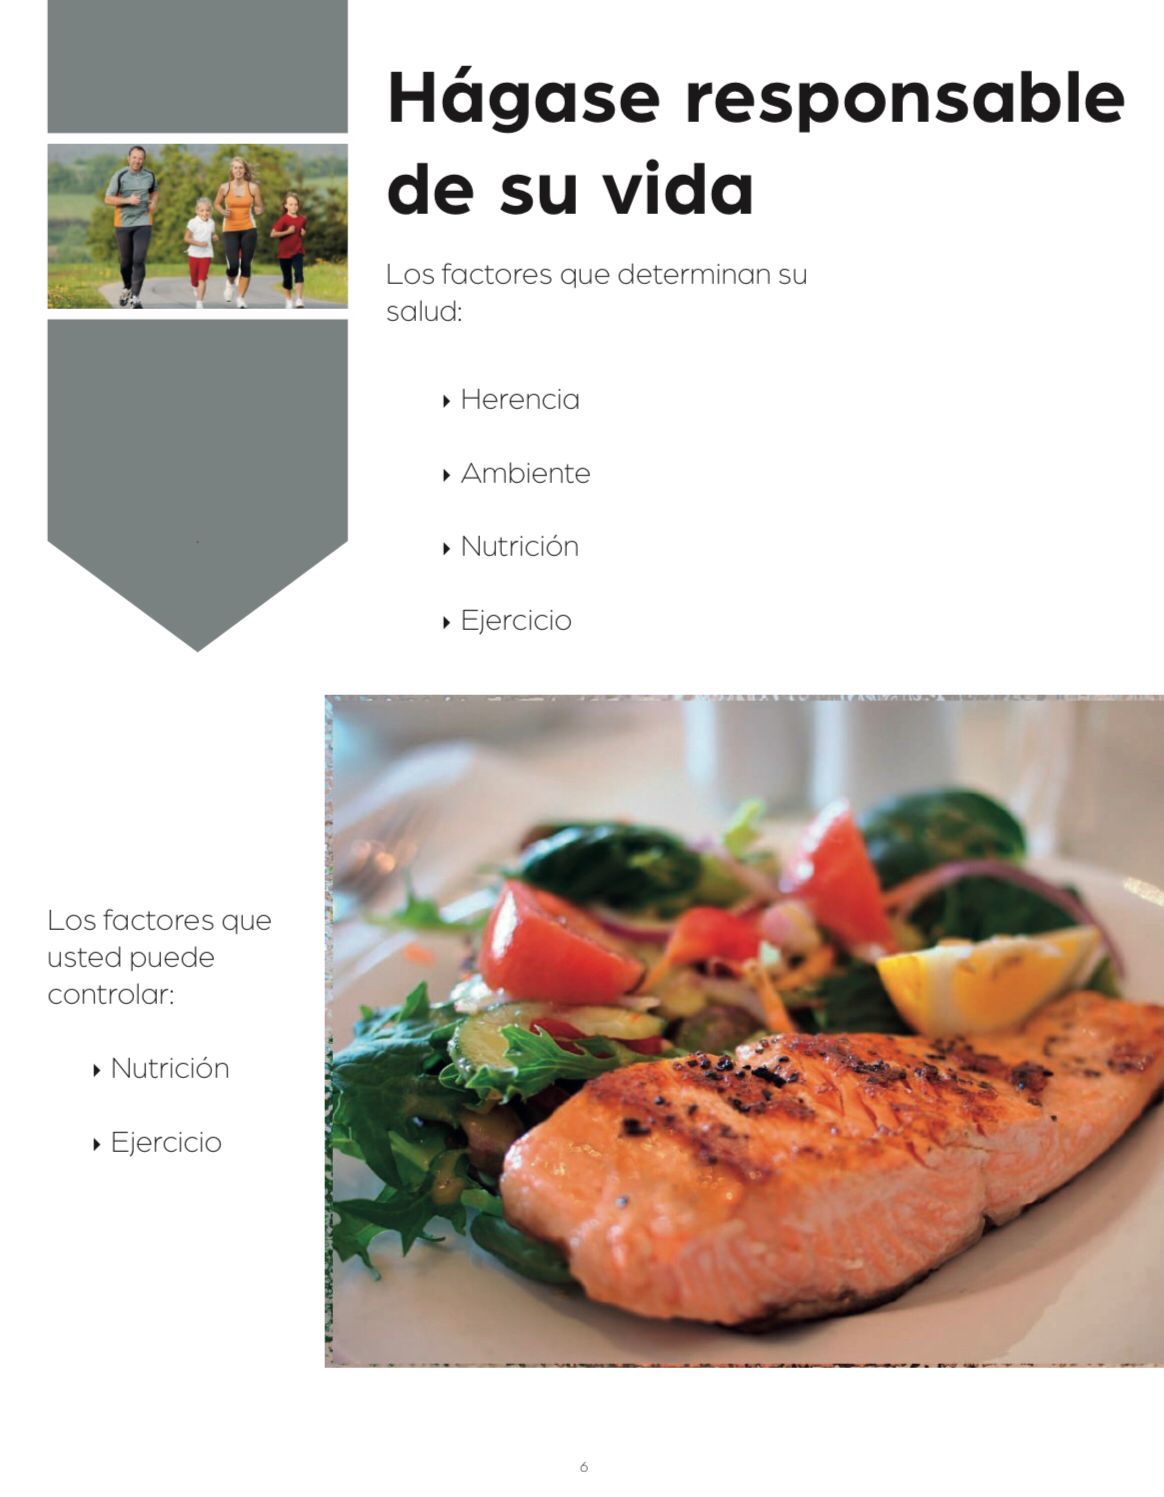 Hágase responsable
de su vida
Los factores que determinan su
salud:
‣ Herencia
‣ Ambiente
‣ Nutrición
‣ Ejercicio
Los factores que
usted puede
controlar:
‣ Nutrición
‣ Ejercicio
6